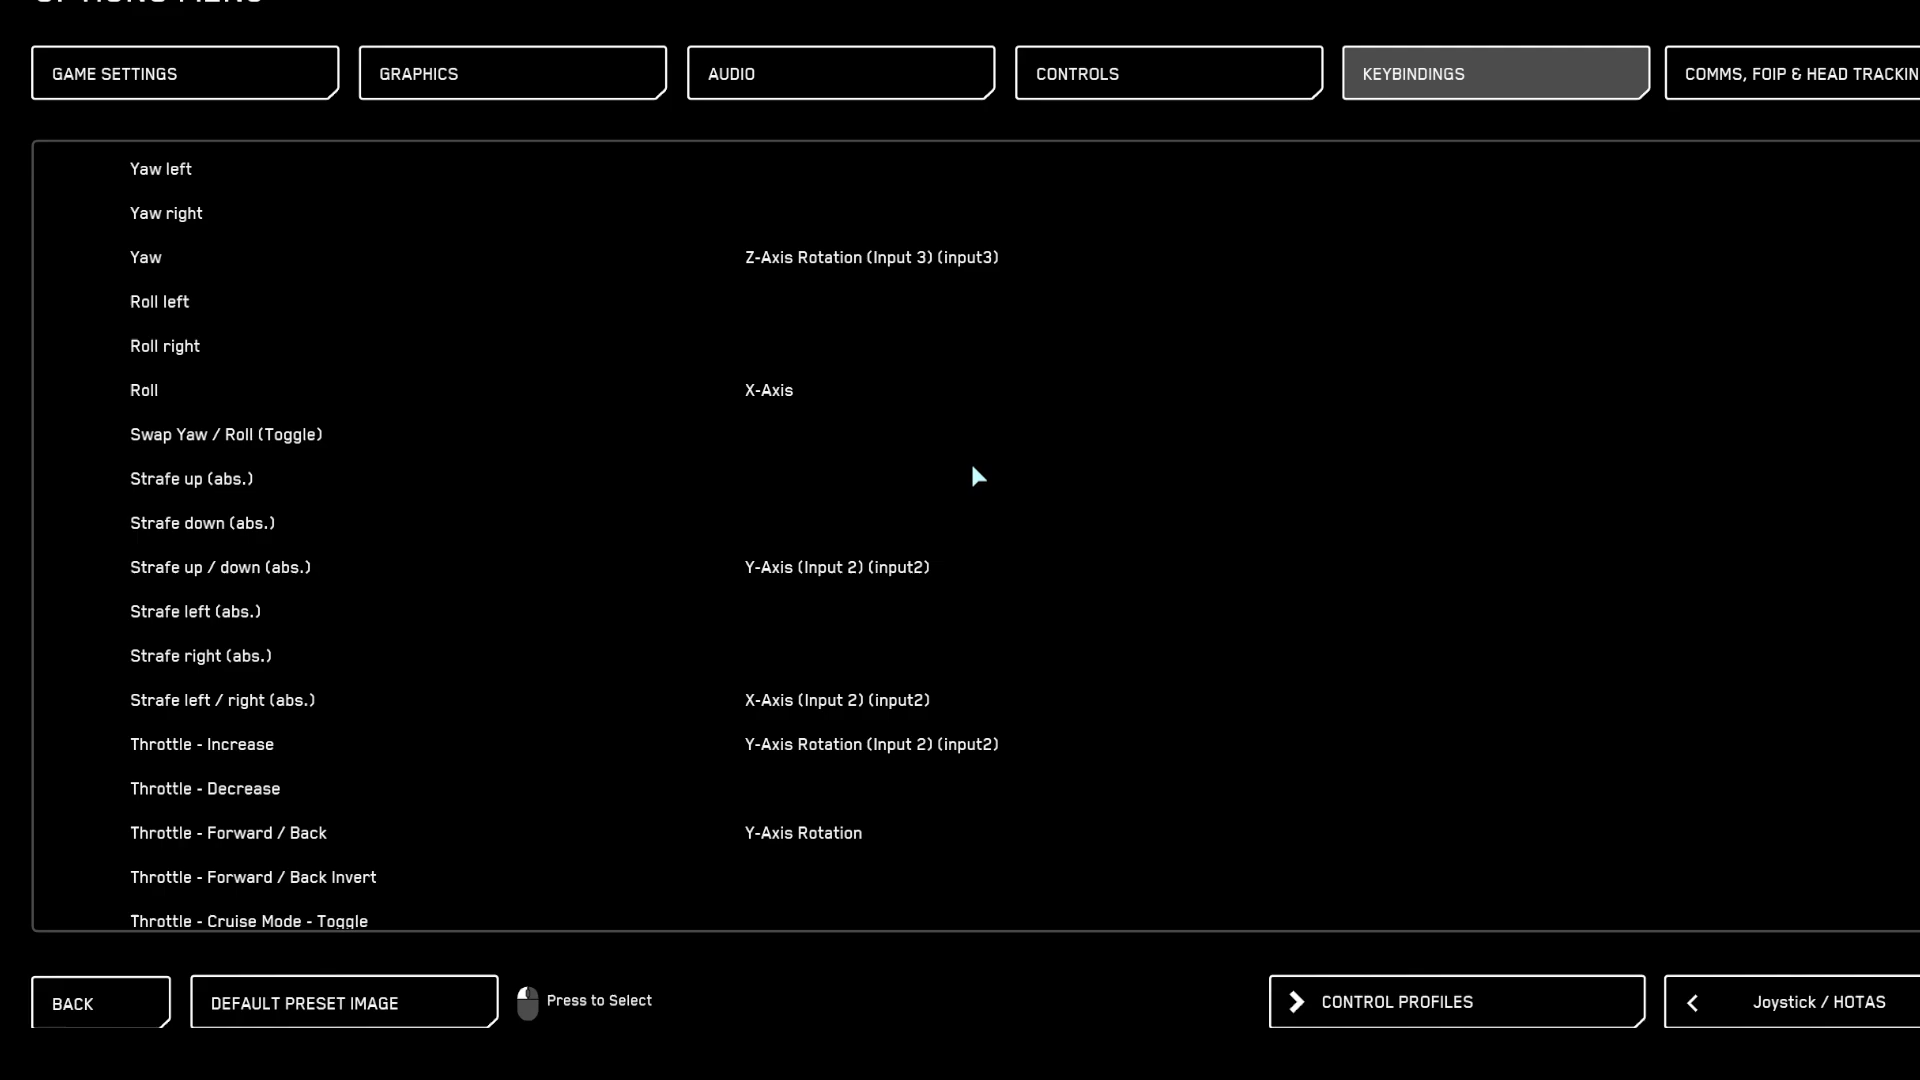 OPTIONS MENU
GAME SETTINGS
GRAPHICS
AUDIO
CONTROLS
KEYBINDINGS
COMMS, FOIP & HEAD TRACKIN
Yaw left
Yaw right
Yaw Z-Axis Rotation (Input 3) (input3)
Roll left
Roll right
Roll X-Axis
Swap Yaw / Roll (Toggle)
Strafe up (abs.)
Strafe down (abs.)
Strafe up / down (abs.) Y-Axis (Input 2) (input2)
Strafe left (abs.)
Strafe right (abs.)
Strafe left / right (abs.) X-Axis (Input 2) (input2)
Throttle - Increase Y-Axis Rotation (Input 2) (input2)
Throttle - Decrease
Throttle - Forward / Back Y-Axis Rotation
Throttle - Forward / Back Invert
Throttle - Cruise Mode - Toggle
BACK
DEFAULT PRESET IMAGE
Press to Select
CONTROL PROFILES
Joystick / HOTAS